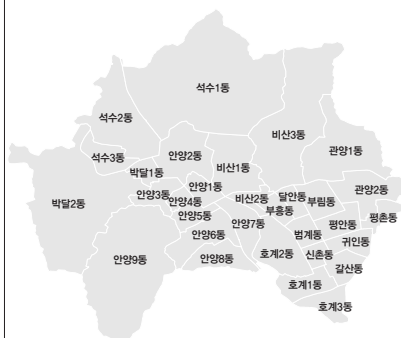 석수1동
석수2동
비산3동
관양1동
안양2동
석수3동
비산1동
박달1동
안양1동
관양2동
안양3동
달안동
비산2동
부림동
안양4동
박달2동
부흥동
평촌동
안양5동
안양7동
평안동
안양6동
범계동
귀인동
안양9동
안양8동
호계2동
신촌동
갈산동
호계1동
호계3동